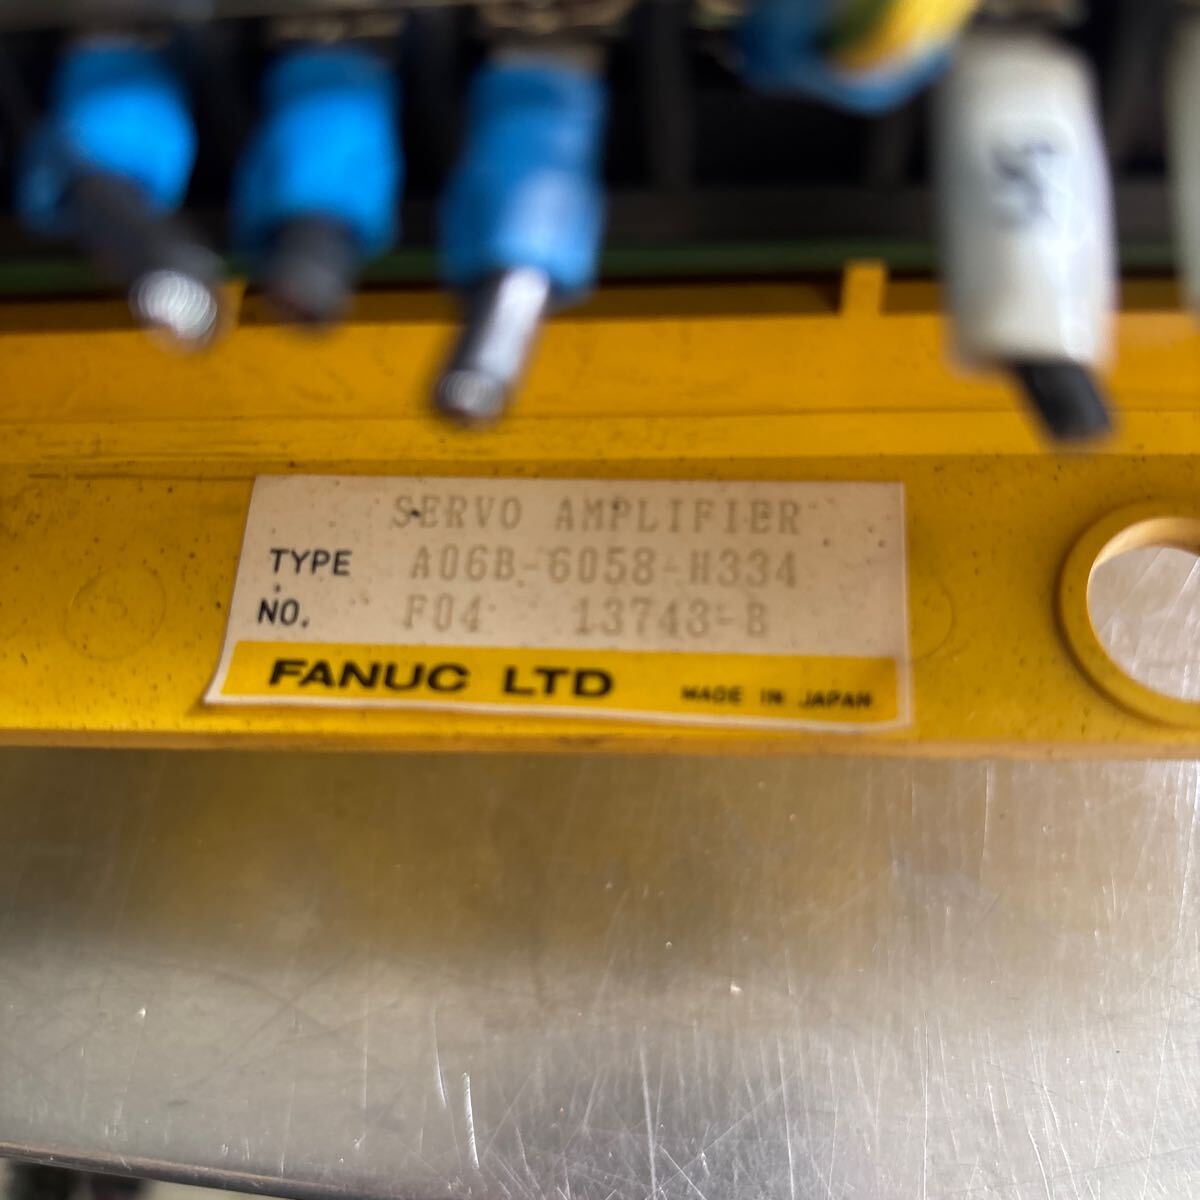 SERVO AMPLIFIER
TYPE A06B-6058-H334
NO. F04 13743-B
FANUC LTD MADE IN JAPAN